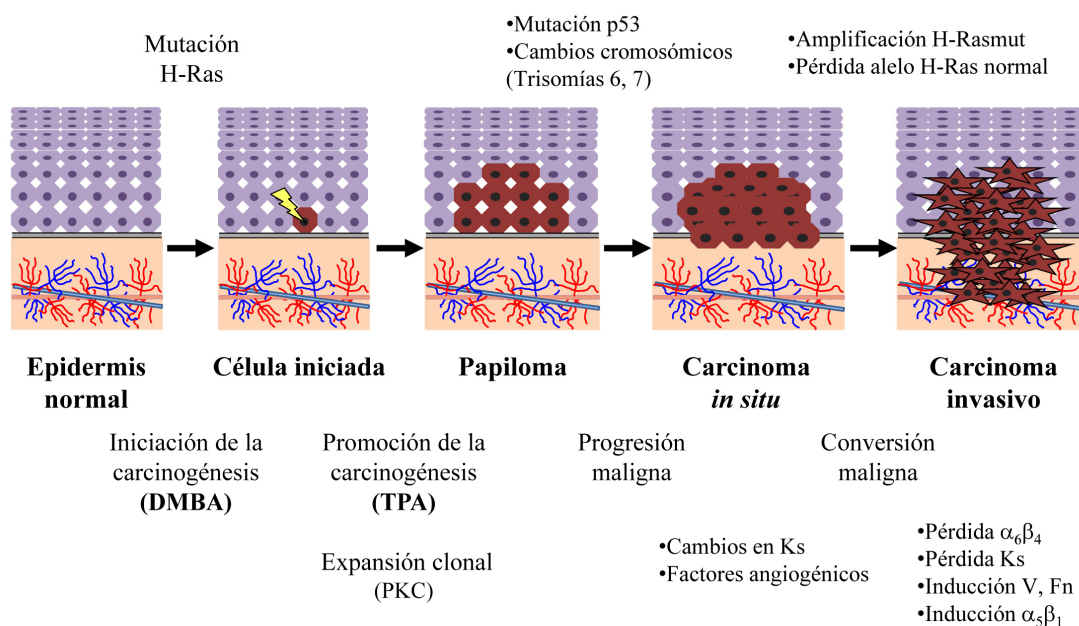 Mutación
H-Ras
•Mutación p53
•Cambios cromosómicos
(Trisomías 6, 7)
•Amplificación H-Rasmut
•Pérdida alelo H-Ras normal
Epidermis
normal
Célula iniciada
Papiloma
Carcinoma
in situ
Carcinoma
invasivo
Iniciación de la
carcinogénesis
(DMBA)
Promoción de la
carcinogénesis
(TPA)
Progresión
maligna
Conversión
maligna
Expansión clonal
(PKC)
•Cambios en Ks
•Factores angiogénicos
•Pérdida α₆β₄
•Pérdida Ks
•Inducción V, Fn
•Inducción α₅β₁